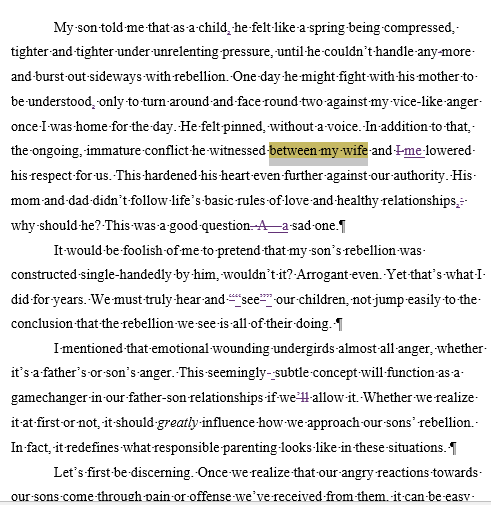 My son told me that as a child, he felt like a spring being compressed,
tighter and tighter under unrelenting pressure, until he couldn’t handle any more
and burst out sideways with rebellion. One day he might fight with his mother to
be understood, only to turn around and face round two against my vice-like anger
once I was home for the day. He felt pinned, without a voice. In addition to that,
the ongoing, immature conflict he witnessed between my wife and I me lowered
his respect for us. This hardened his heart even further against our authority. His
mom and dad didn’t follow life’s basic rules of love and healthy relationships,;
why should he? This was a good question. A—a sad one.¶
It would be foolish of me to pretend that my son’s rebellion was
constructed single-handedly by him, wouldn’t it? Arrogant even. Yet that’s what I
did for years. We must truly hear and “‘see’” our children, not jump easily to the
conclusion that the rebellion we see is all of their doing. ¶
I mentioned that emotional wounding undergirds almost all anger, whether
it’s a father’s or son’s anger. This seemingly- subtle concept will function as a
gamechanger in our father-son relationships if we’ll allow it. Whether we realize
it at first or not, it should greatly influence how we approach our sons’ rebellion.
In fact, it redefines what responsible parenting looks like in these situations. ¶
Let’s first be discerning. Once we realize that our angry reactions towards
our sons come through pain or offense we’ve received from them, it can be easy